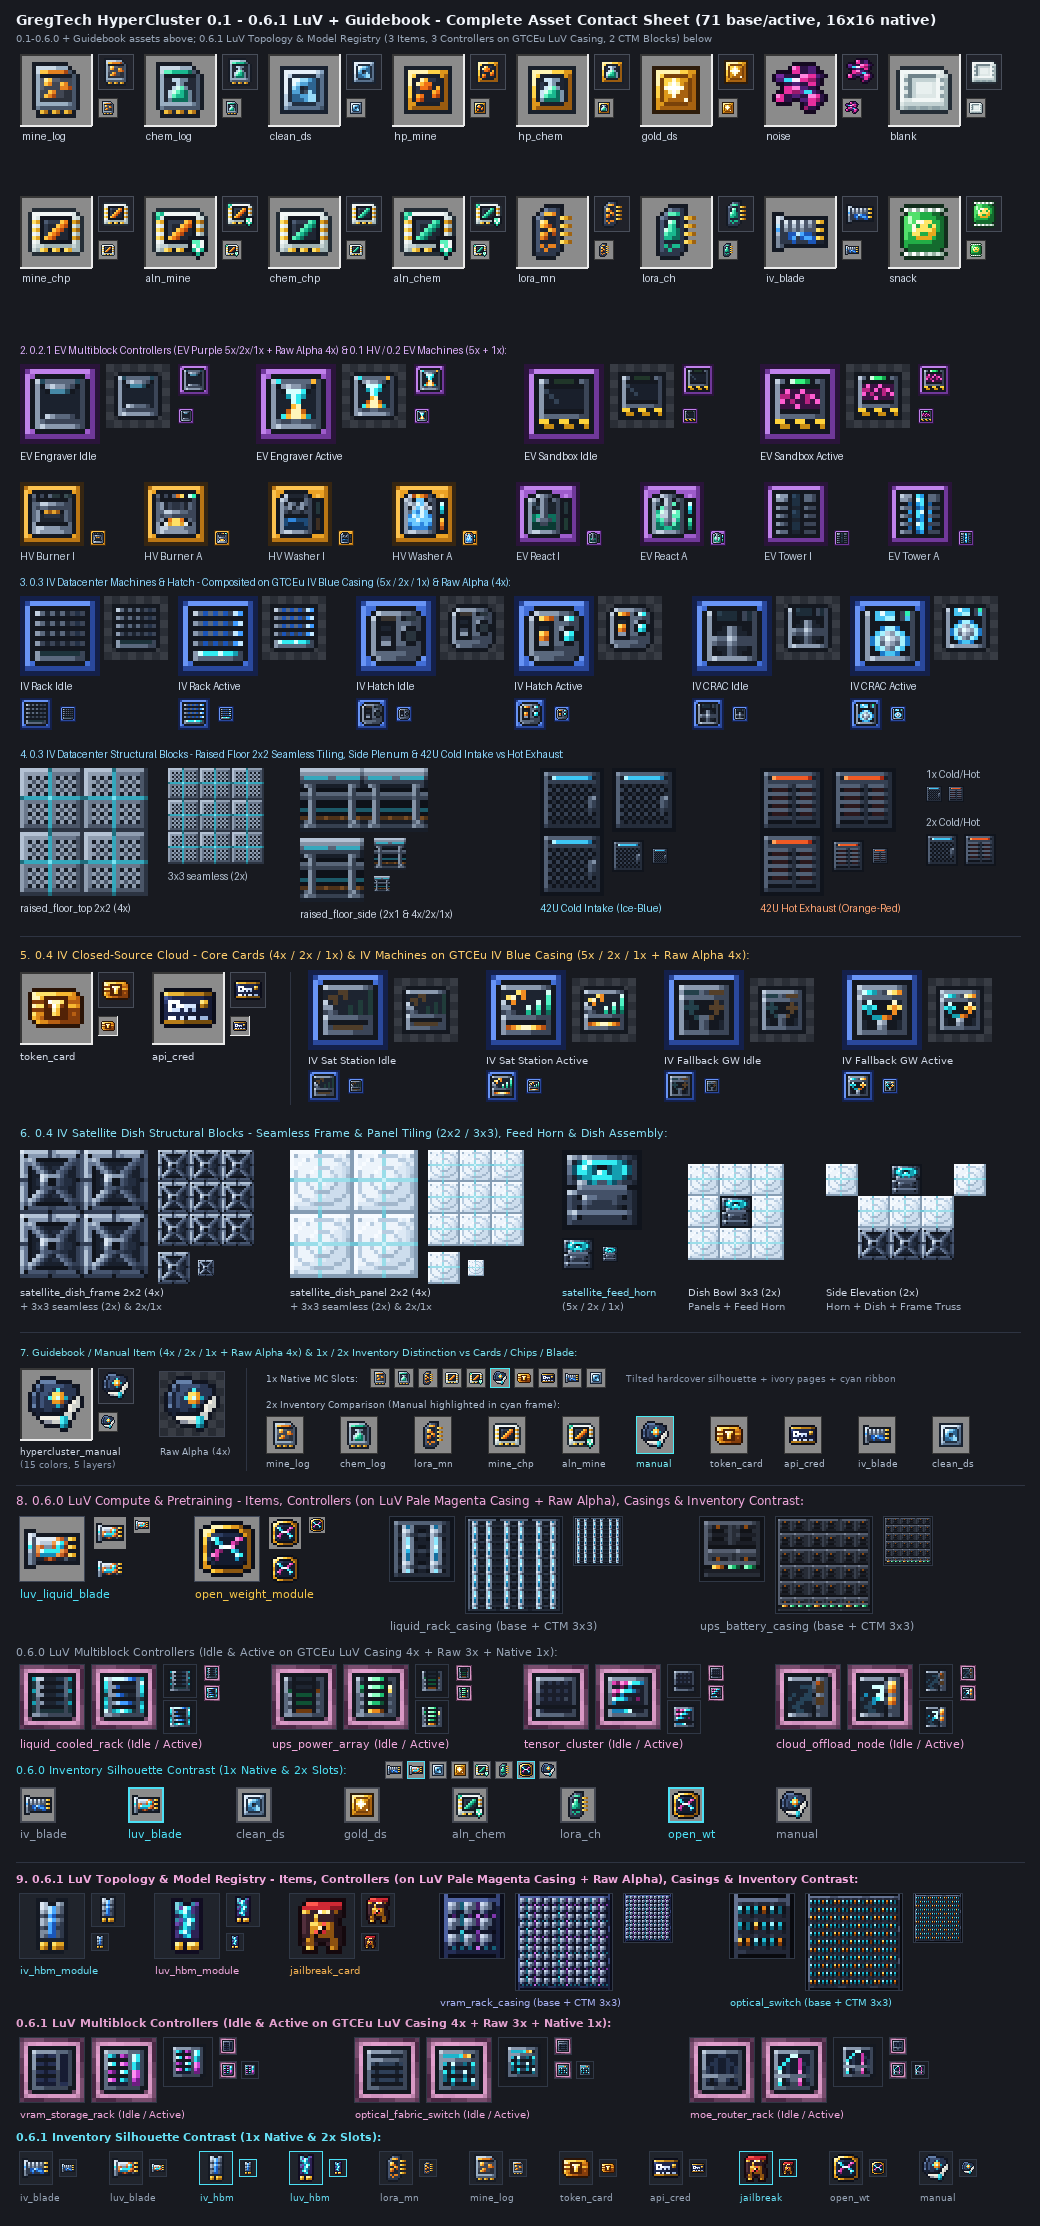 GregTech HyperCluster 0.1 - 0.6.1 LuV + Guidebook - Complete Asset Contact Sheet (71 base/active, 16x16 native)
0.1-0.6.0 + Guidebook assets above; 0.6.1 LuV Topology & Model Registry (3 Items, 3 Controllers on GTCEu LuV Casing, 2 CTM Blocks) below
mine_log chem_log clean_ds hp_mine hp_chem gold_ds noise blank
mine_chp aln_mine chem_chp aln_chem lora_mn lora_ch iv_blade snack
2. 0.2.1 EV Multiblock Controllers (EV Purple 5x/2x/1x + Raw Alpha 4x) & 0.1 HV / 0.2 EV Machines (5x + 1x):
EV Engraver Idle EV Engraver Active EV Sandbox Idle EV Sandbox Active
HV Burner I HV Burner A HV Washer I HV Washer A EV React I EV React A EV Tower I EV Tower A
3. 0.3 IV Datacenter Machines & Hatch - Composited on GTCEu IV Blue Casing (5x / 2x / 1x) & Raw Alpha (4x):
IV Rack Idle IV Rack Active IV Hatch Idle IV Hatch Active IV CRAC Idle IV CRAC Active
4. 0.3 IV Datacenter Structural Blocks - Raised Floor 2x2 Seamless Tiling, Side Plenum & 42U Cold Intake vs Hot Exhaust
1x Cold/Hot
2x Cold/Hot
3x3 seamless (2x)
raised_floor_top 2x2 (4x) raised_floor_side (2x1 & 4x/2x/1x) 42U Cold Intake (Ice-Blue) 42U Hot Exhaust (Orange-Red)
5. 0.4 IV Closed-Source Cloud - Core Cards (4x / 2x / 1x) & IV Machines on GTCEu IV Blue Casing (5x / 2x / 1x + Raw Alpha 4x):
token_card api_cred IV Sat Station Idle IV Sat Station Active IV Fallback GW Idle IV Fallback GW Active
6. 0.4 IV Satellite Dish Structural Blocks - Seamless Frame & Panel Tiling (2x2 / 3x3), Feed Horn & Dish Assembly:
satellite_dish_frame 2x2 (4x) satellite_dish_panel 2x2 (4x) satellite_feed_horn Dish Bowl 3x3 (2x) Side Elevation (2x)
+ 3x3 seamless (2x) & 2x/1x + 3x3 seamless (2x) & 2x/1x (5x / 2x / 1x) Panels + Feed Horn Horn + Dish + Frame Truss
7. Guidebook / Manual Item (4x / 2x / 1x + Raw Alpha 4x) & 1x / 2x Inventory Distinction vs Cards / Chips / Blade:
1x Native MC Slots: Tilted hardcover silhouette + ivory pages + cyan ribbon
2x Inventory Comparison (Manual highlighted in cyan frame):
hypercluster_manual Raw Alpha (4x)
(15 colors, 5 layers)
mine_log chem_log lora_mn mine_chp aln_mine manual token_card api_cred iv_blade clean_ds
8. 0.6.0 LuV Compute & Pretraining - Items, Controllers (on LuV Pale Magenta Casing + Raw Alpha), Casings & Inventory Contrast:
luv_liquid_blade open_weight_module
liquid_rack_casing (base + CTM 3x3) ups_battery_casing (base + CTM 3x3)
0.6.0 LuV Multiblock Controllers (Idle & Active on GTCEu LuV Casing 4x + Raw 3x + Native 1x):
liquid_cooled_rack (Idle / Active) ups_power_array (Idle / Active) tensor_cluster (Idle / Active) cloud_offload_node (Idle / Active)
0.6.0 Inventory Silhouette Contrast (1x Native & 2x Slots):
iv_blade luv_blade clean_ds gold_ds aln_chem lora_ch open_wt manual
9. 0.6.1 LuV Topology & Model Registry - Items, Controllers (on LuV Pale Magenta Casing + Raw Alpha), Casings & Inventory Contrast:
iv_hbm_module luv_hbm_module jailbreak_card
vram_rack_casing (base + CTM 3x3) optical_switch (base + CTM 3x3)
0.6.1 LuV Multiblock Controllers (Idle & Active on GTCEu LuV Casing 4x + Raw 3x + Native 1x):
vram_storage_rack (Idle / Active) optical_fabric_switch (Idle / Active) moe_router_rack (Idle / Active)
0.6.1 Inventory Silhouette Contrast (1x Native & 2x Slots):
iv_blade luv_blade iv_hbm luv_hbm lora_mn mine_log token_card api_cred jailbreak open_wt manual